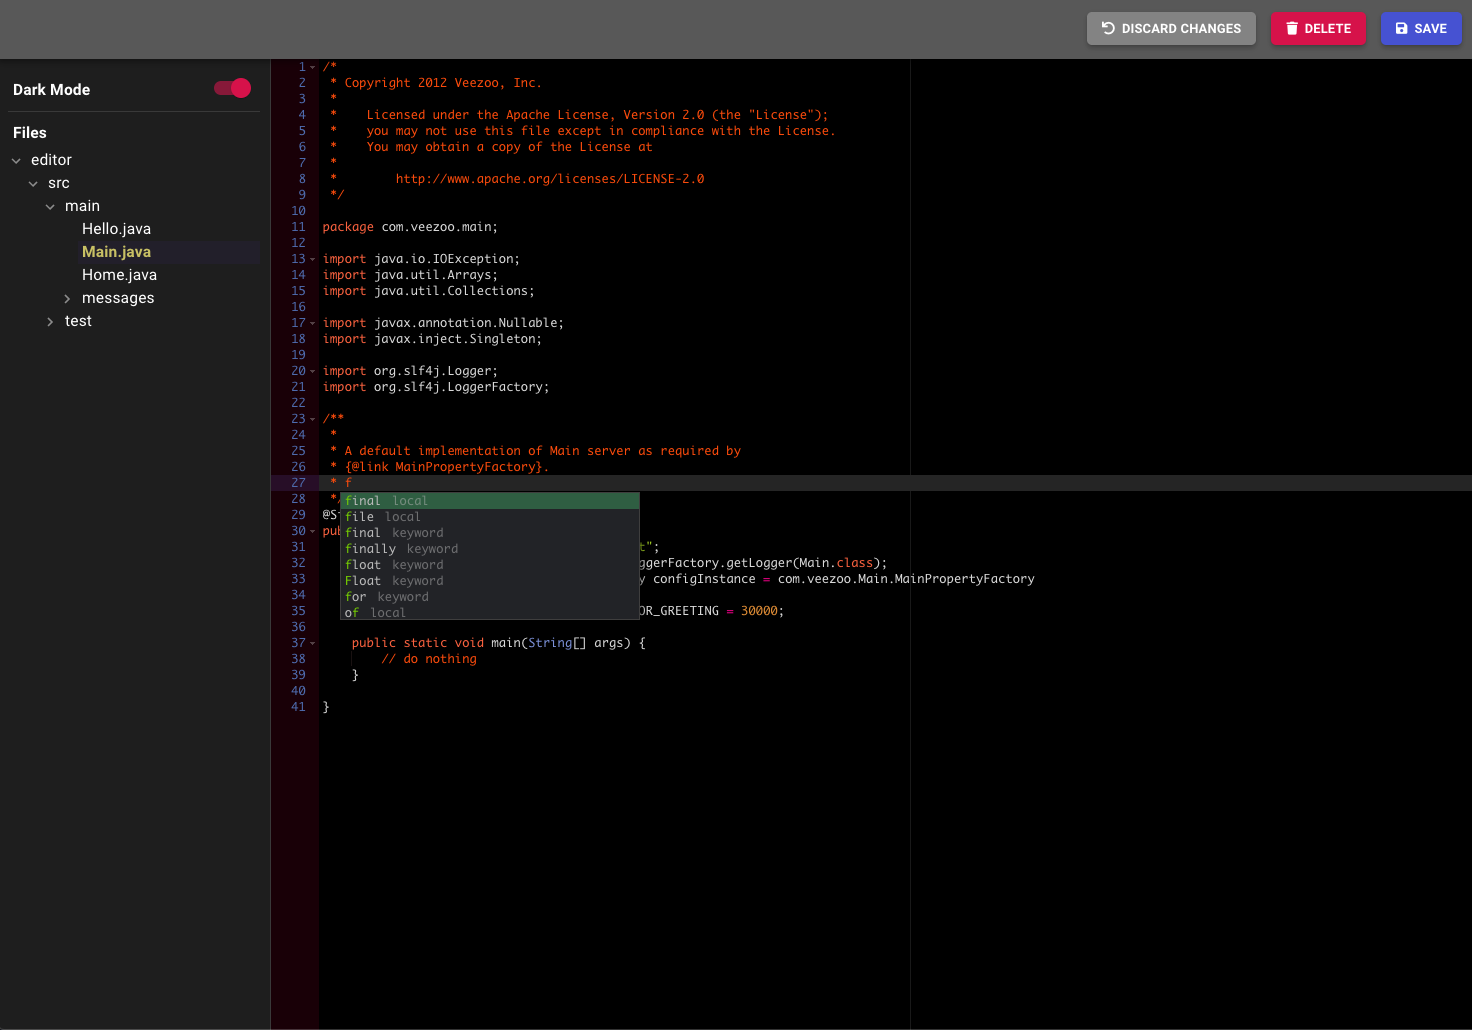 DISCARD CHANGES
DELETE
SAVE
Dark Mode
Files
editor
src
main
Hello.java
Main.java
Home.java
messages
test
1 /*
2 * Copyright 2012 Veezoo, Inc.
3 *
4 * Licensed under the Apache License, Version 2.0 (the "License");
5 * you may not use this file except in compliance with the License.
6 * You may obtain a copy of the License at
7 *
8 * http://www.apache.org/licenses/LICENSE-2.0
9 */
10
11 package com.veezoo.main;
12
13 import java.io.IOException;
14 import java.util.Arrays;
15 import java.util.Collections;
16
17 import javax.annotation.Nullable;
18 import javax.inject.Singleton;
19
20 import org.slf4j.Logger;
21 import org.slf4j.LoggerFactory;
22
23 /**
24 *
25 * A default implementation of Main server as required by
26 * {@link MainPropertyFactory}.
27 * f
28 *
29 @S
30 pu
31 t";
32 ggerFactory.getLogger(Main.class);
33 y configInstance = com.veezoo.Main.MainPropertyFactory
34
35 OR_GREETING = 30000;
36
37 public static void main(String[] args) {
38 // do nothing
39 }
40
41 }
final local
file local
final keyword
finally keyword
float keyword
Float keyword
for keyword
of local